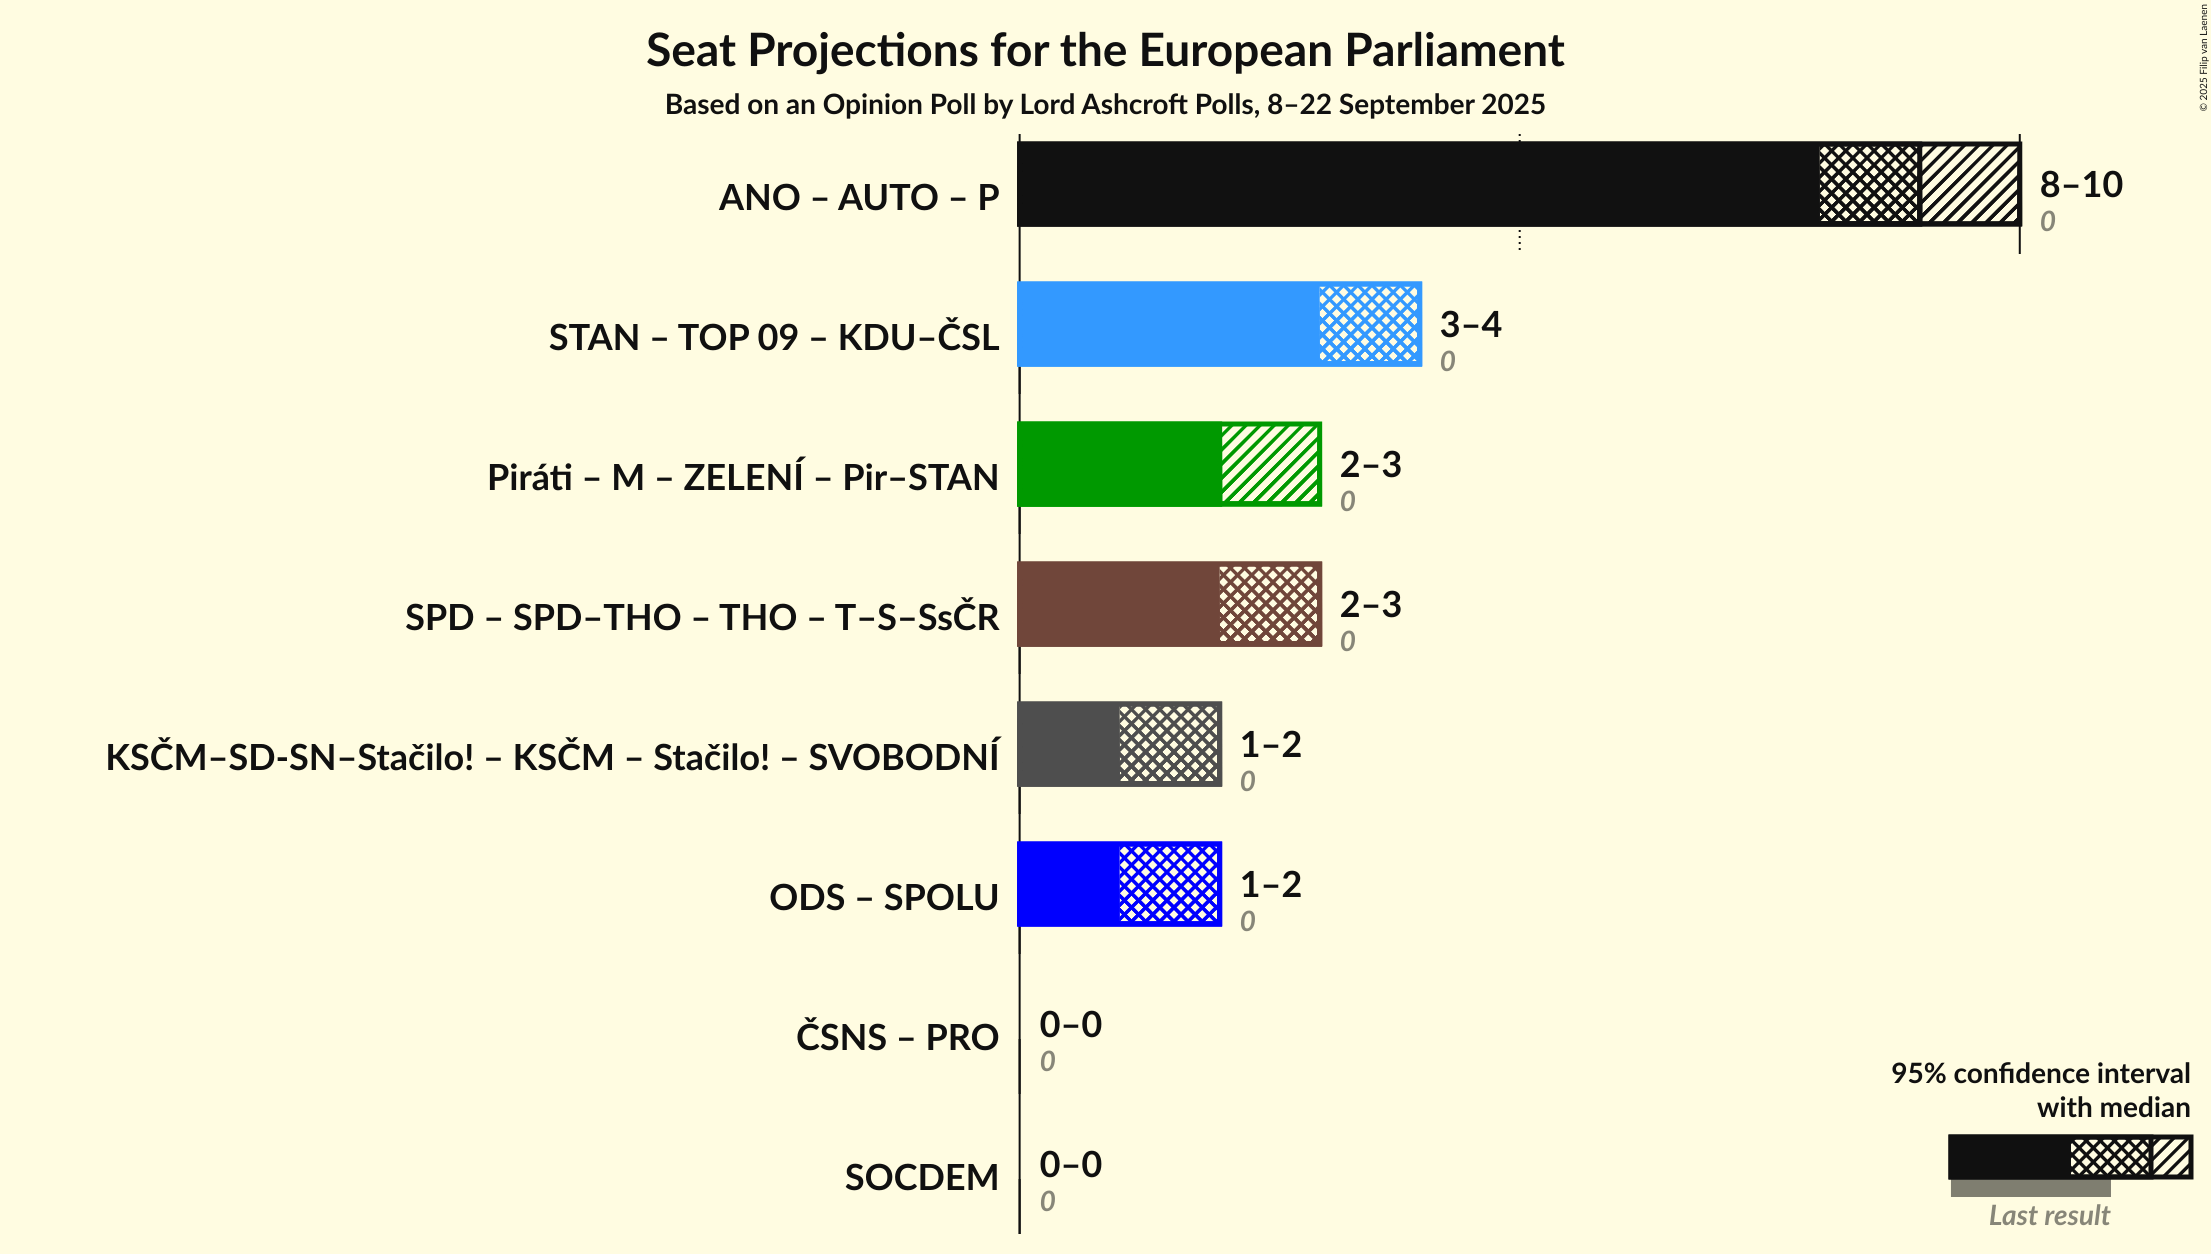 Seat Projections for the European Parliament
Based on an Opinion Poll by Lord Ashcroft Polls, 8–22 September 2025
© 2025 Filip van Laenen
ANO – AUTO – P
8–10
0
STAN – TOP 09 – KDU–ČSL
3–4
0
Piráti – M – ZELENÍ – Pir–STAN
2–3
0
SPD – SPD–THO – THO – T–S–SsČR
2–3
0
KSČM–SD-SN–Stačilo! – KSČM – Stačilo! – SVOBODNÍ
1–2
0
ODS – SPOLU
1–2
0
ČSNS – PRO
0–0
0
SOCDEM
0–0
0
95% confidence interval
with median
Last result